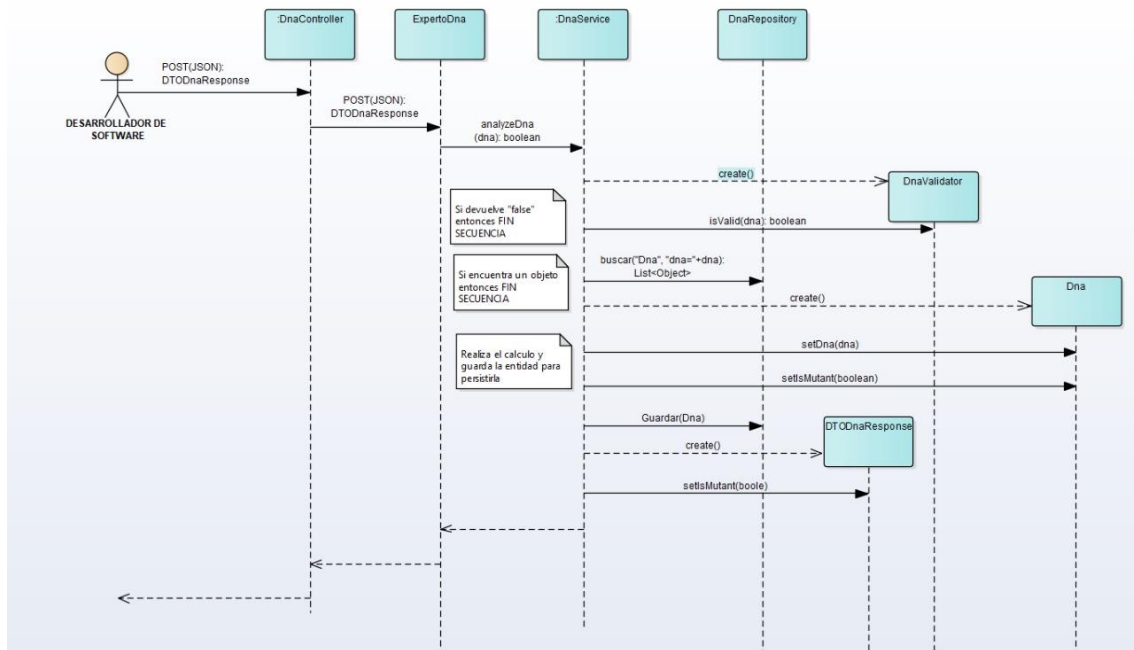 :DnaController
ExpertoDna
:DnaService
DnaRepository
POST(JSON):
DTODnaResponse
DESARROLLADOR DE
SOFTWARE
POST(JSON):
DTODnaResponse
analyzeDna
(dna): boolean
create()
DnaValidator
Si devuelve "false"
entonces FIN
SECUENCIA
isValid(dna): boolean
buscar("Dna", "dna="+dna):
List<Object>
Si encuentra un objeto
entonces FIN
SECUENCIA
create()
Dna
setDna(dna)
Realiza el calculo y
guarda la entidad para
persistirla
setIsMutant(boolean)
Guardar(Dna)
DTODnaResponse
create()
setIsMutant(boole)